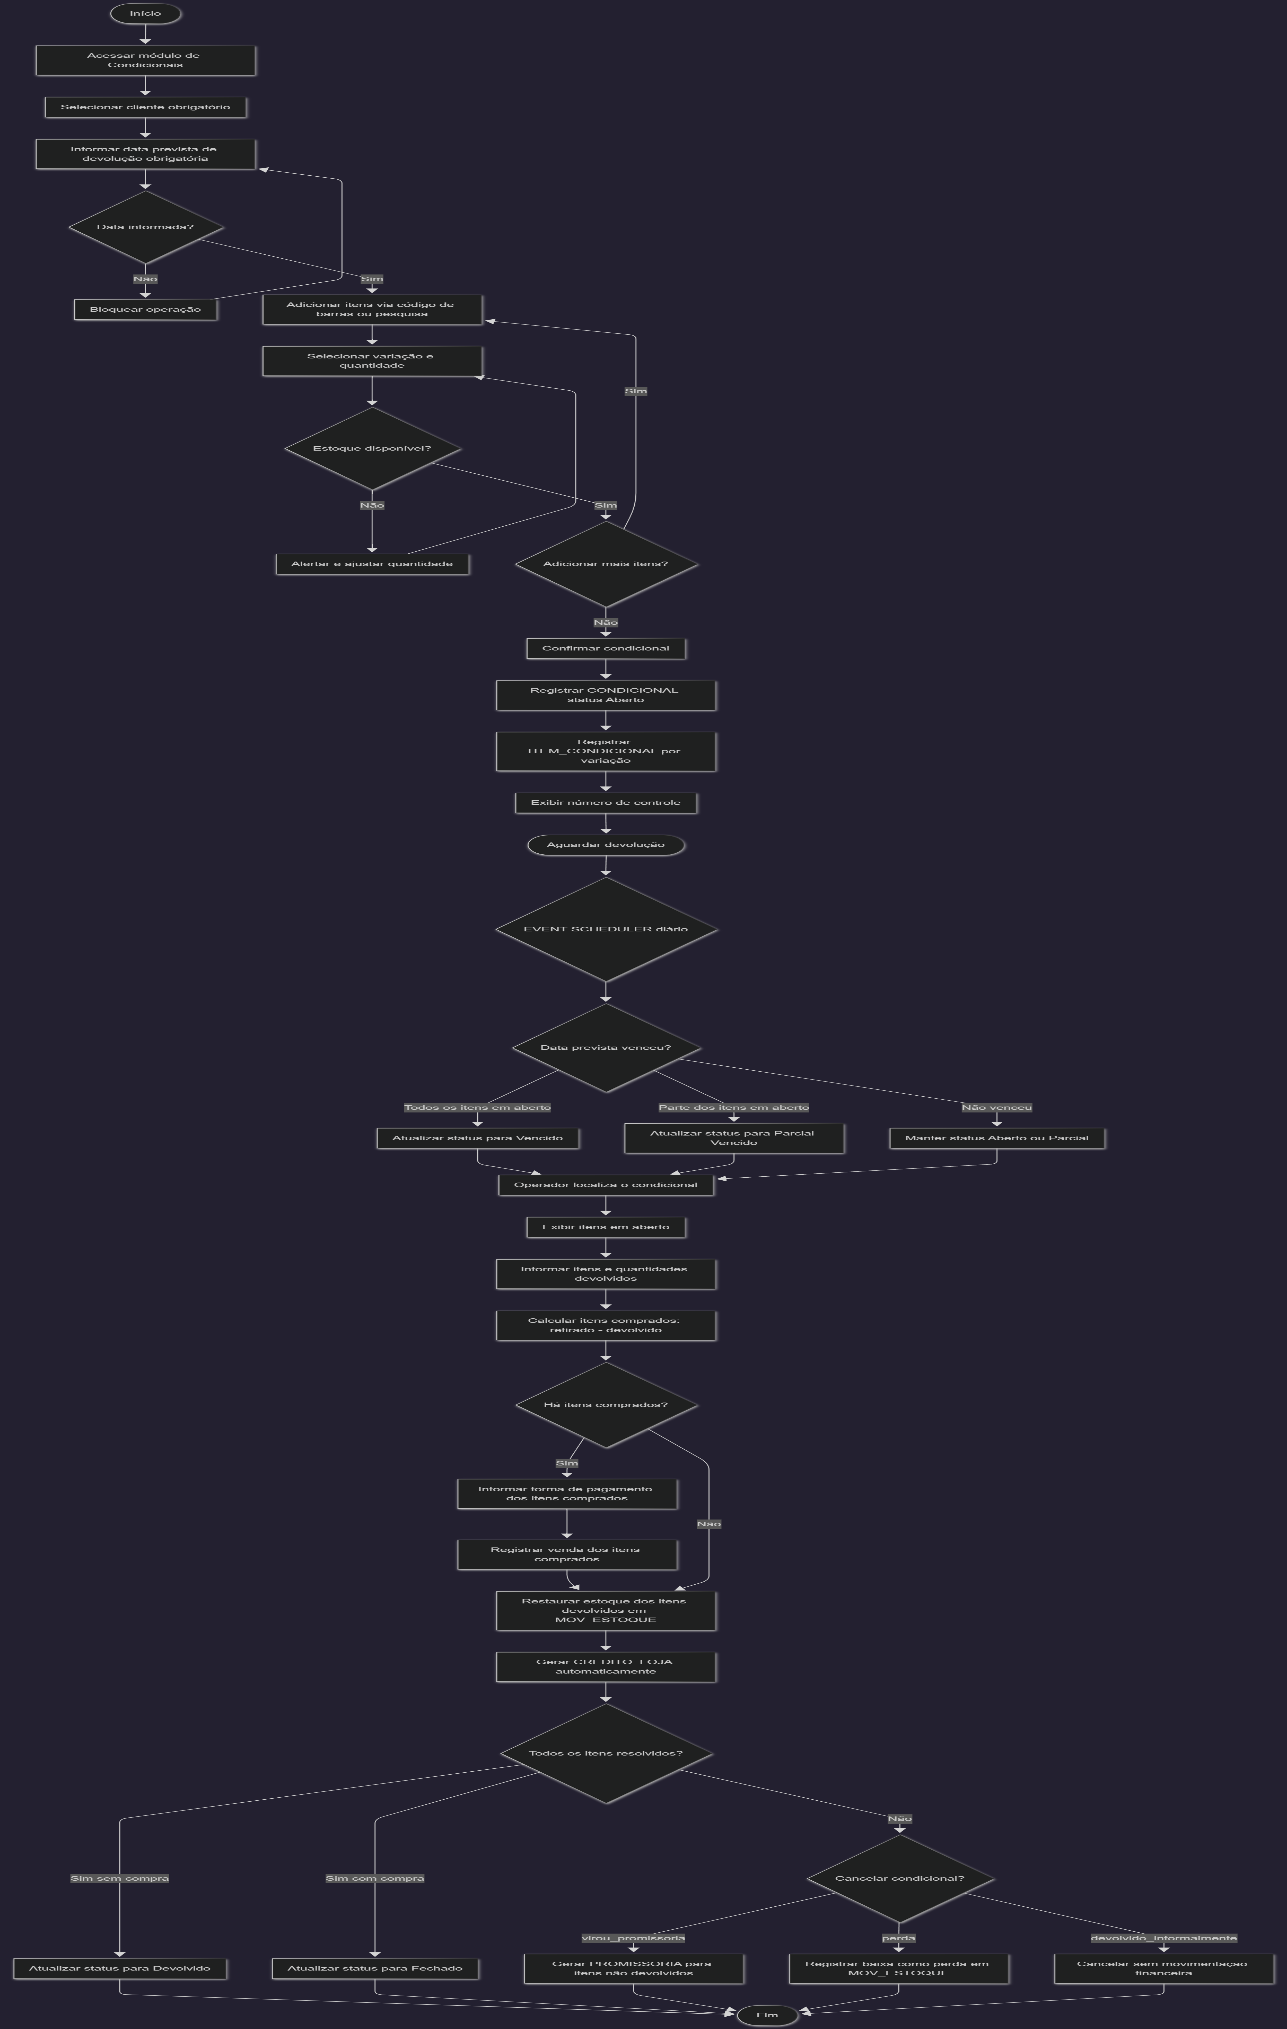 Início
Acessar módulo de
Condicionais
Selecionar cliente obrigatório
Informar data prevista de
devolução obrigatória
Data informada?
Não
Sim
Bloquear operação
Adicionar itens via código de
barras ou pesquisa
Selecionar variação e
quantidade
Sim
Estoque disponível?
Não
Sim
Alertar e ajustar quantidade
Adicionar mais itens?
Não
Confirmar condicional
Registrar CONDICIONAL
status Aberto
Registrar
ITEM_CONDICIONAL por
variação
Exibir número de controle
Aguardar devolução
EVENT SCHEDULER diário
Data prevista venceu?
Todos os itens em aberto
Parte dos itens em aberto
Não venceu
Atualizar status para Vencido
Atualizar status para Parcial
Vencido
Manter status Aberto ou Parcial
Operador localiza o condicional
Exibir itens em aberto
Informar itens e quantidades
devolvidos
Calcular itens comprados:
retirado - devolvido
Há itens comprados?
Sim
Informar forma de pagamento
dos itens comprados
Não
Registrar venda dos itens
comprados
Restaurar estoque dos itens
devolvidos em
MOV_ESTOQUE
Gerar CREDITO_LOJA
automaticamente
Todos os itens resolvidos?
Não
Sim sem compra
Sim com compra
Cancelar condicional?
virou_promissoria
perda
devolvido_informalmente
Atualizar status para Devolvido
Atualizar status para Fechado
Gerar PROMISSORIA para
itens não devolvidos
Registrar baixa como perda em
MOV_ESTOQUE
Cancelar sem movimentação
financeira
Fim